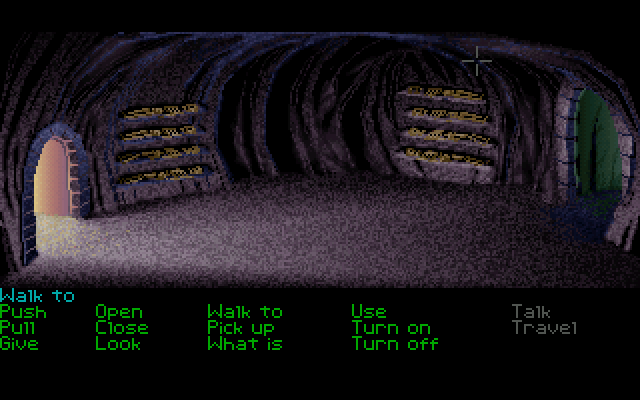 Walk to
Push Open Walk to Use Talk
Pull Close Pick up Turn on Travel
Give Look What is Turn off